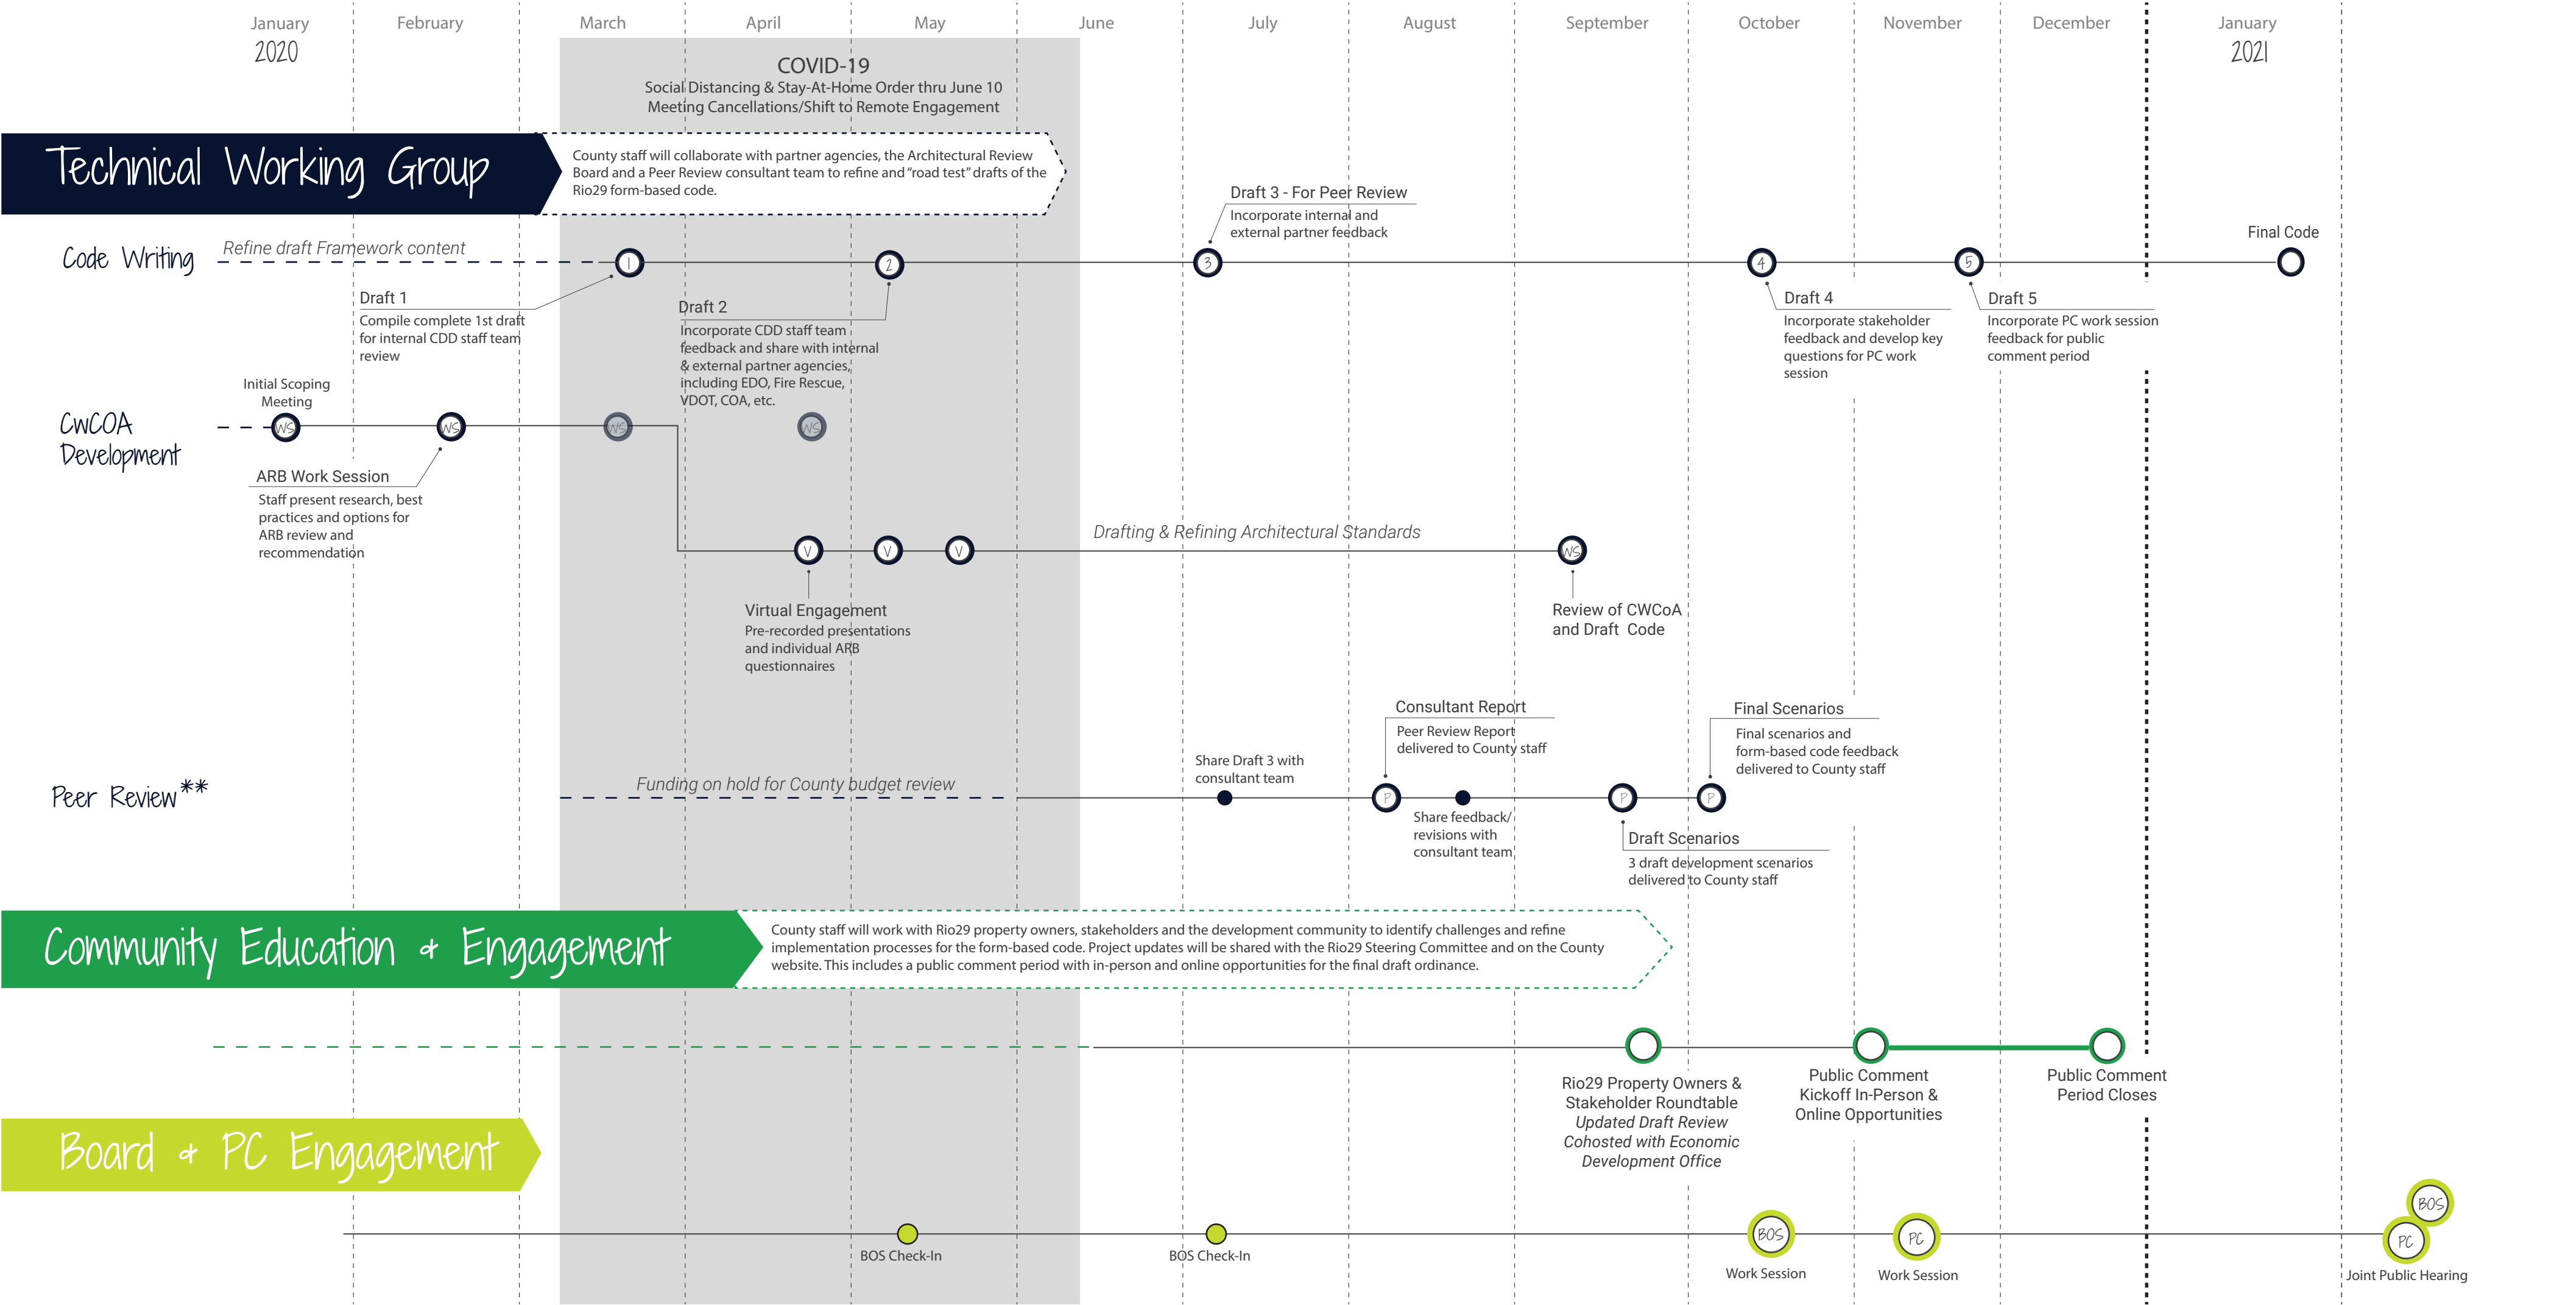 January
2020
February
March
April
May
June
July
August
September
October
November
December
January
2021
COVID-19
Social Distancing & Stay-At-Home Order thru June 10
Meeting Cancellations/Shift to Remote Engagement
Technical Working Group
County staff will collaborate with partner agencies, the Architectural Review
Board and a Peer Review consultant team to refine and “road test” drafts of the
Rio29 form-based code.
Code Writing
Refine draft Framework content
1
2
3
4
5
Final Code
Draft 1
Compile complete 1st draft
for internal CDD staff team
review
Draft 2
Incorporate CDD staff team
feedback and share with internal
& external partner agencies,
including EDO, Fire Rescue,
VDOT, COA, etc.
Draft 3 - For Peer Review
Incorporate internal and
external partner feedback
Draft 4
Incorporate stakeholder
feedback and develop key
questions for PC work
session
Draft 5
Incorporate PC work session
feedback for public
comment period
CwCOA
Development
Initial Scoping
Meeting
WS
WS
WS
WS
ARB Work Session
Staff present research, best
practices and options for
ARB review and
recommendation
V
V
V
Drafting & Refining Architectural Standards
WS
Virtual Engagement
Pre-recorded presentations
and individual ARB
questionnaires
Review of CWCoA
and Draft Code
Peer Review**
Funding on hold for County budget review
Share Draft 3 with
consultant team
Consultant Report
Peer Review Report
delivered to County staff
P
Share feedback/
revisions with
consultant team
P
Draft Scenarios
3 draft development scenarios
delivered to County staff
P
Final Scenarios
Final scenarios and
form-based code feedback
delivered to County staff
Community Education & Engagement
County staff will work with Rio29 property owners, stakeholders and the development community to identify challenges and refine
implementation processes for the form-based code. Project updates will be shared with the Rio29 Steering Committee and on the County
website. This includes a public comment period with in-person and online opportunities for the final draft ordinance.
Rio29 Property Owners &
Stakeholder Roundtable
Updated Draft Review
Cohosted with Economic
Development Office
Public Comment
Kickoff In-Person &
Online Opportunities
Public Comment
Period Closes
Board & PC Engagement
BOS Check-In
BOS Check-In
BOS
Work Session
PC
Work Session
BOS
PC
Joint Public Hearing